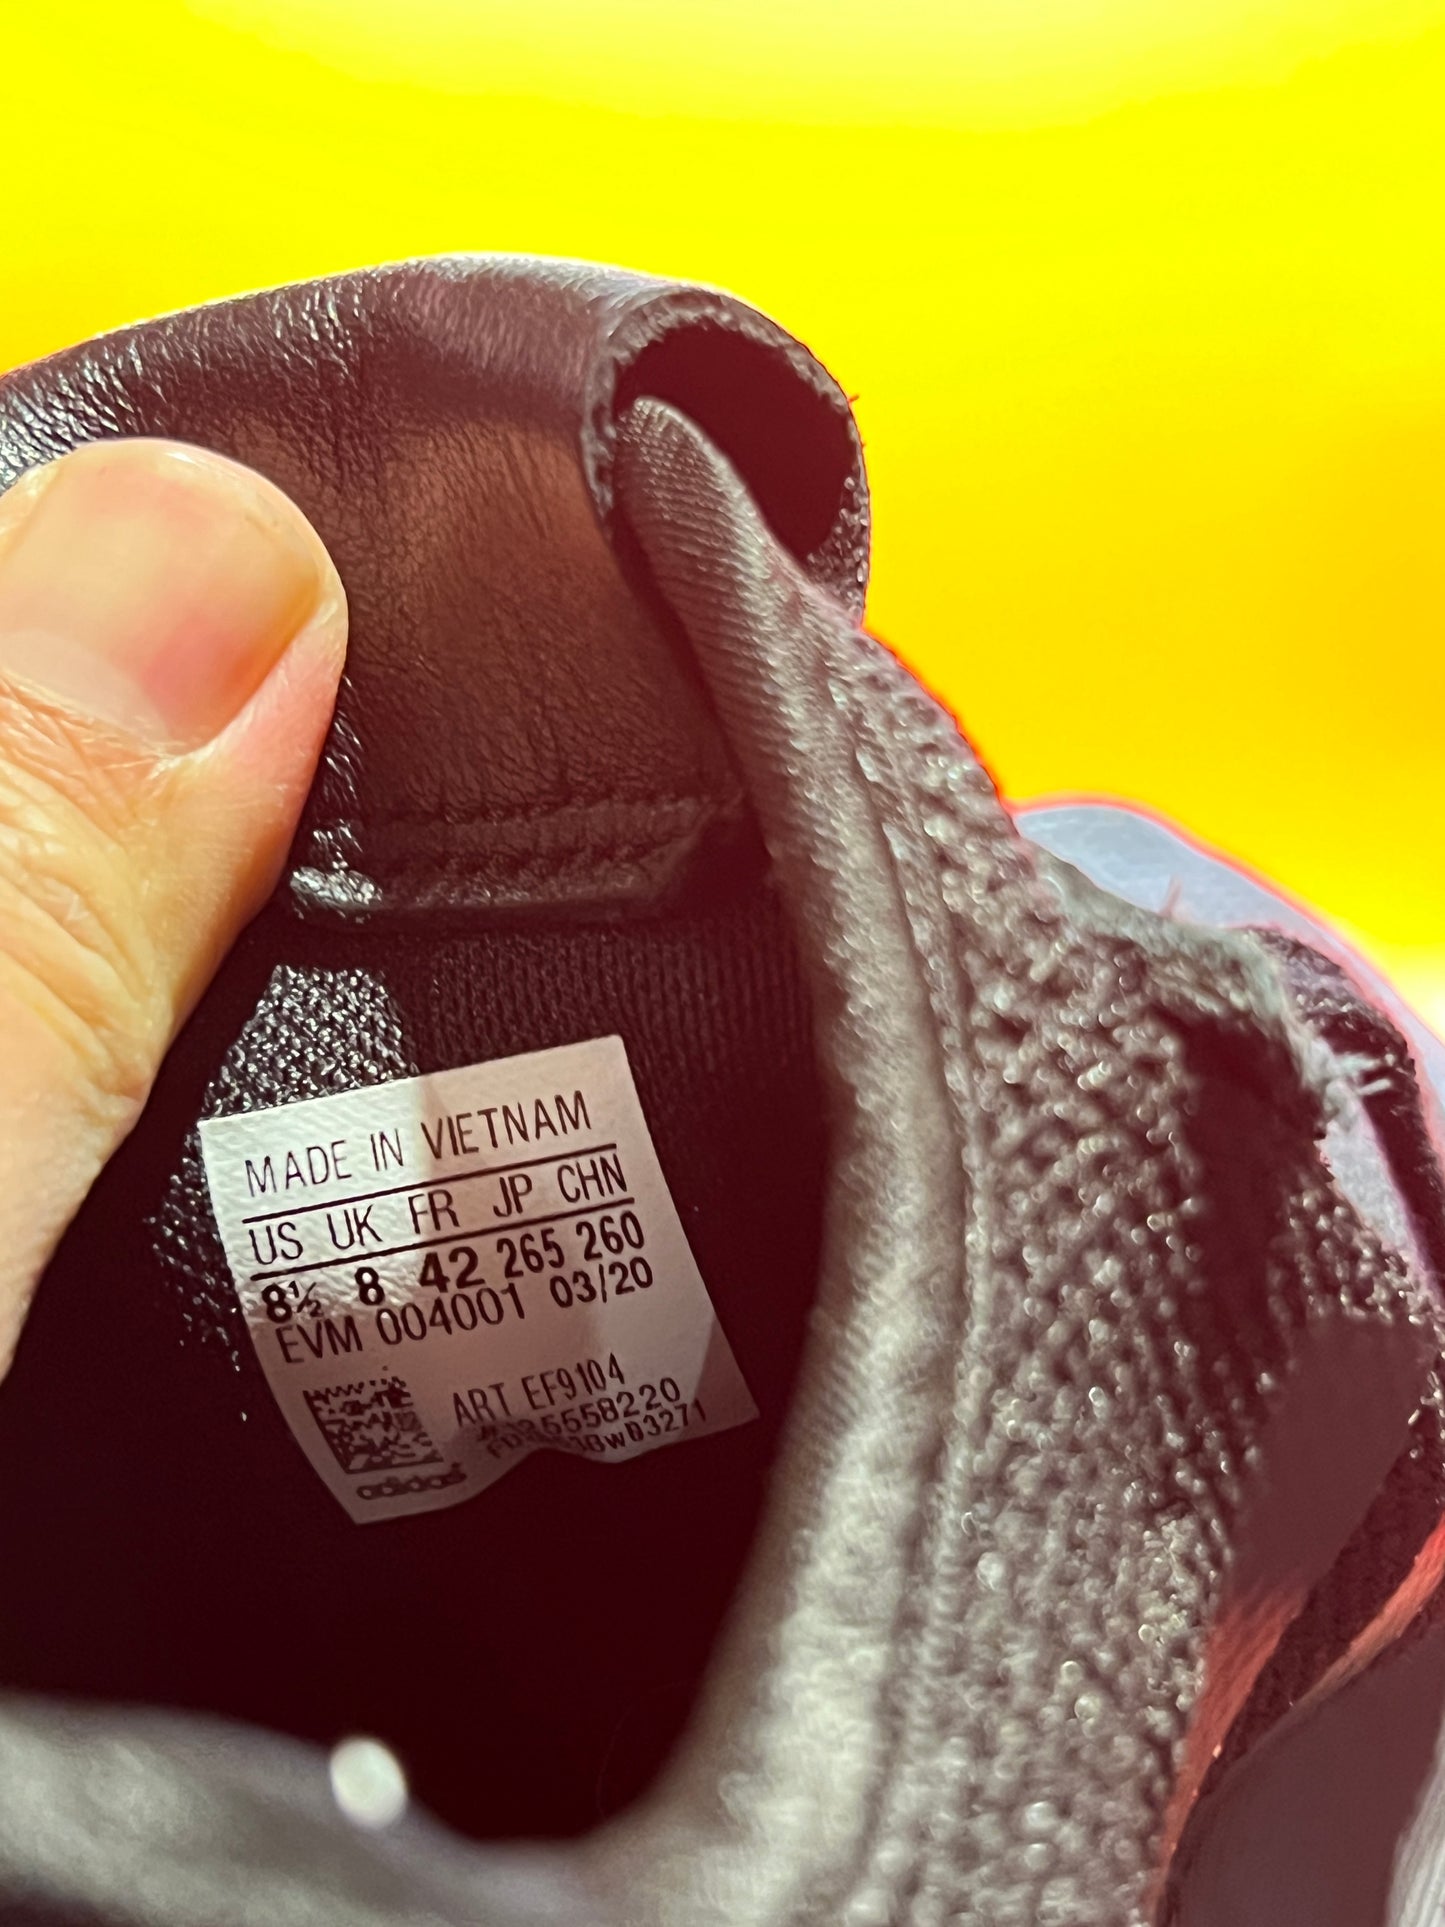 MADE IN VIETNAM
US UK FR JP CHN
8½ 8 42 265 260
EVM 004001 03/20
ART EF9104
adidas